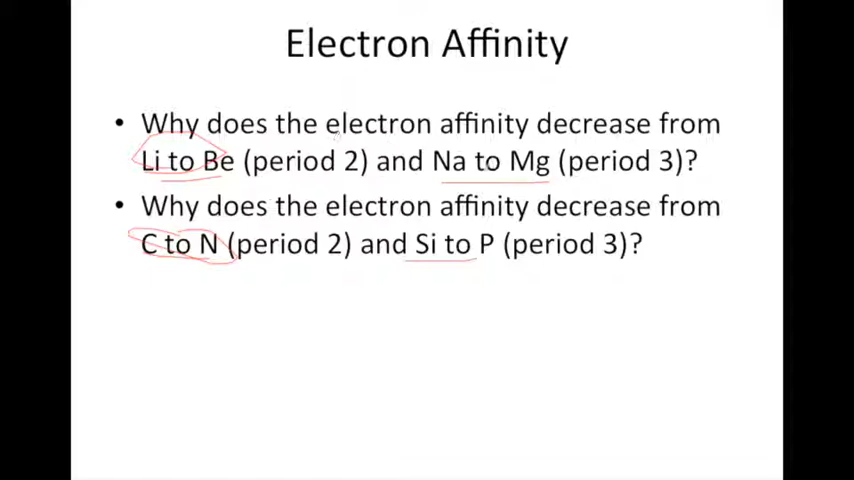 Electron Affinity
• Why does the electron affinity decrease from
Li to Be (period 2) and Na to Mg (period 3)?
• Why does the electron affinity decrease from
C to N (period 2) and Si to P (period 3)?